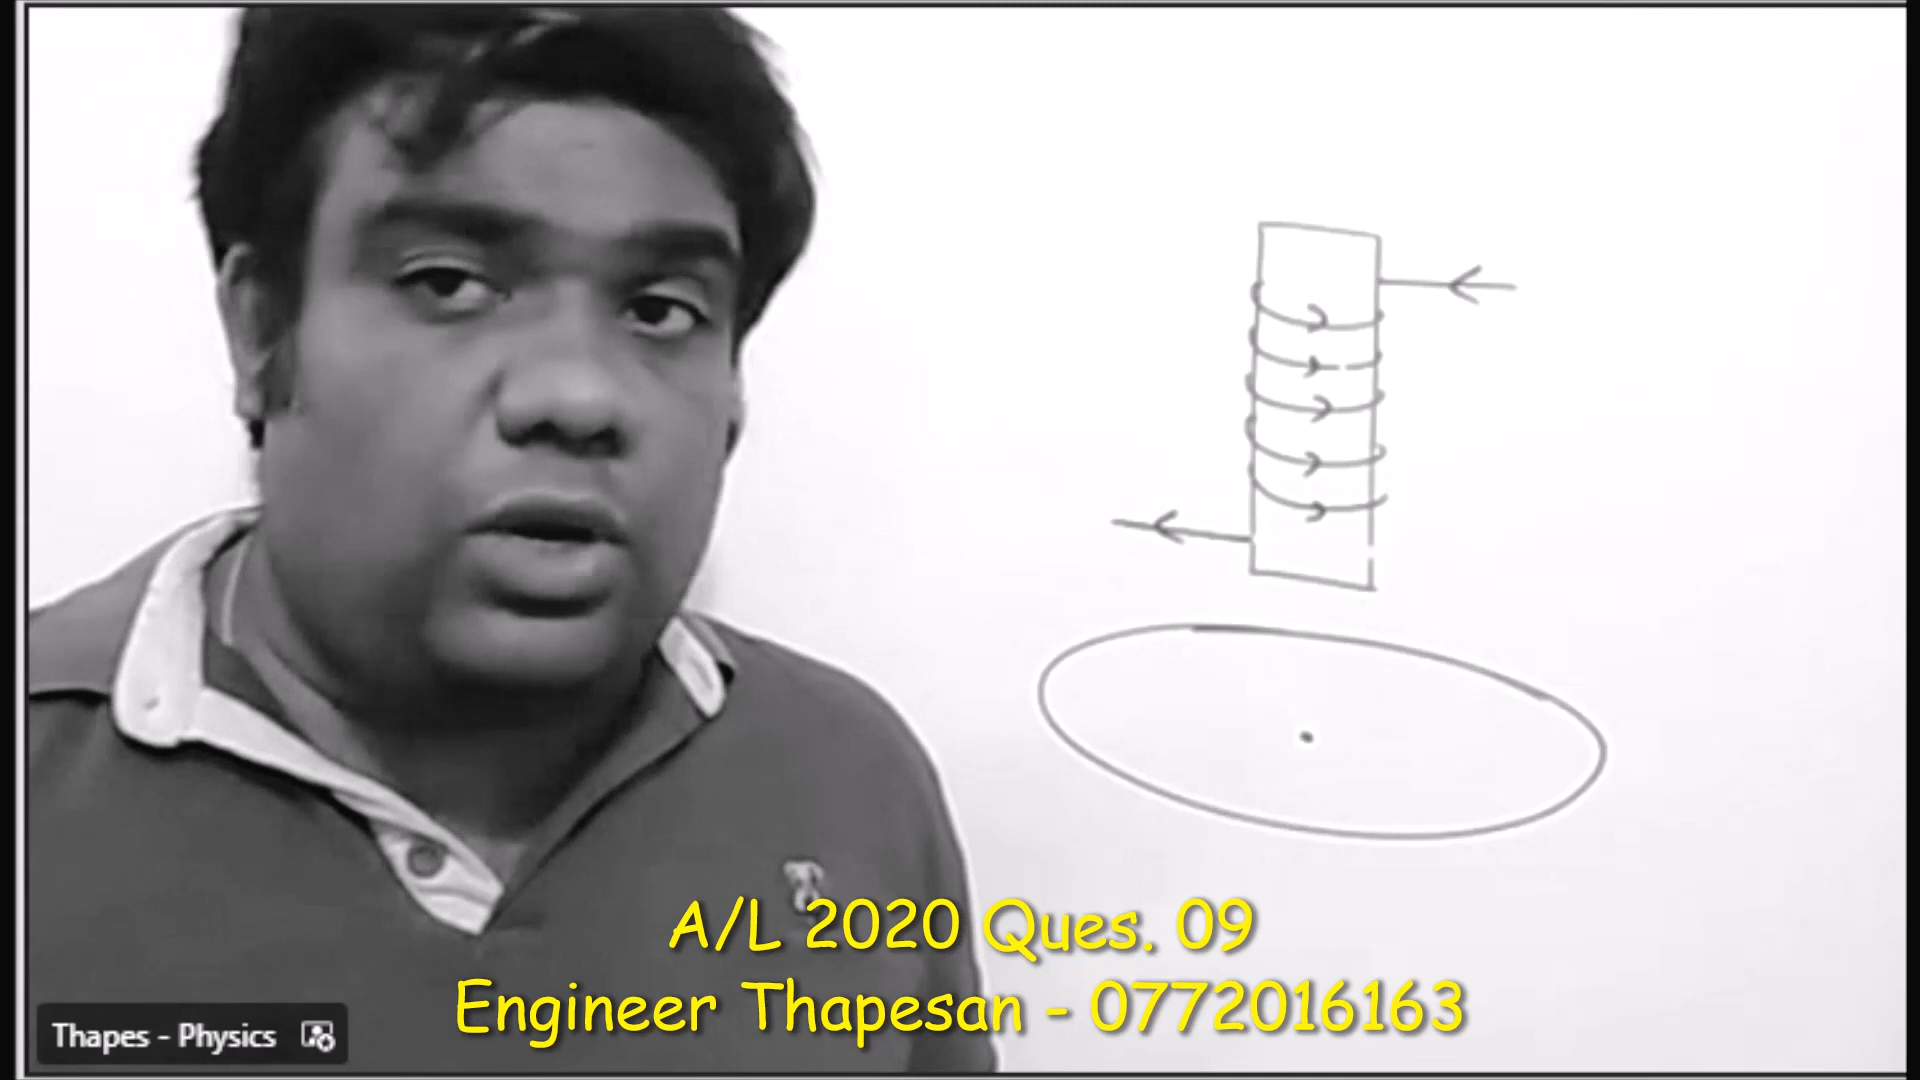 A/L 2020 Ques. 09
Engineer Thapesan - 0772016163
Thapes - Physics